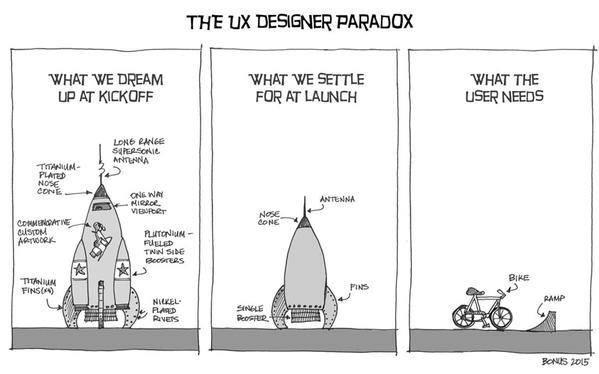 THE UX DESIGNER PARADOX
WHAT WE DREAM
UP AT KICKOFF
LONG RANGE
SUPERSONIC
ANTENNA
TITANIUM-
PLATED
NOSE
CONE
ONE WAY
MIRROR
VIEWPORT
COMMEMORATIVE
CUSTOM
ARTWORK
PLUTONIUM-
FUELED
TWIN SIDE
BOOSTERS
TITANIUM
FINS (x4)
NICKEL-
PLATED
RIVETS
WHAT WE SETTLE
FOR AT LAUNCH
ANTENNA
NOSE
CONE
FINS
SINGLE
BOOSTER
WHAT THE
USER NEEDS
BIKE
RAMP
BONUS 2015